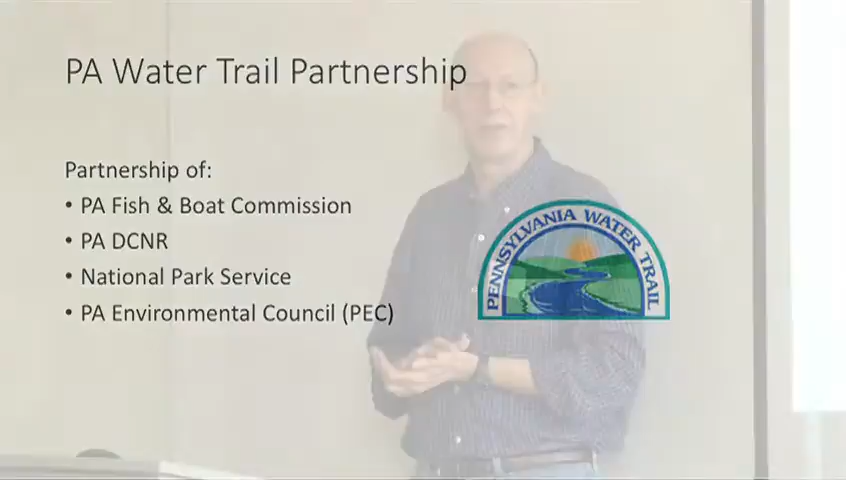 PA Water Trail Partnership
Partnership of:
• PA Fish & Boat Commission
• PA DCNR
• National Park Service
• PA Environmental Council (PEC)
PENNSYLVANIA WATER TRAIL